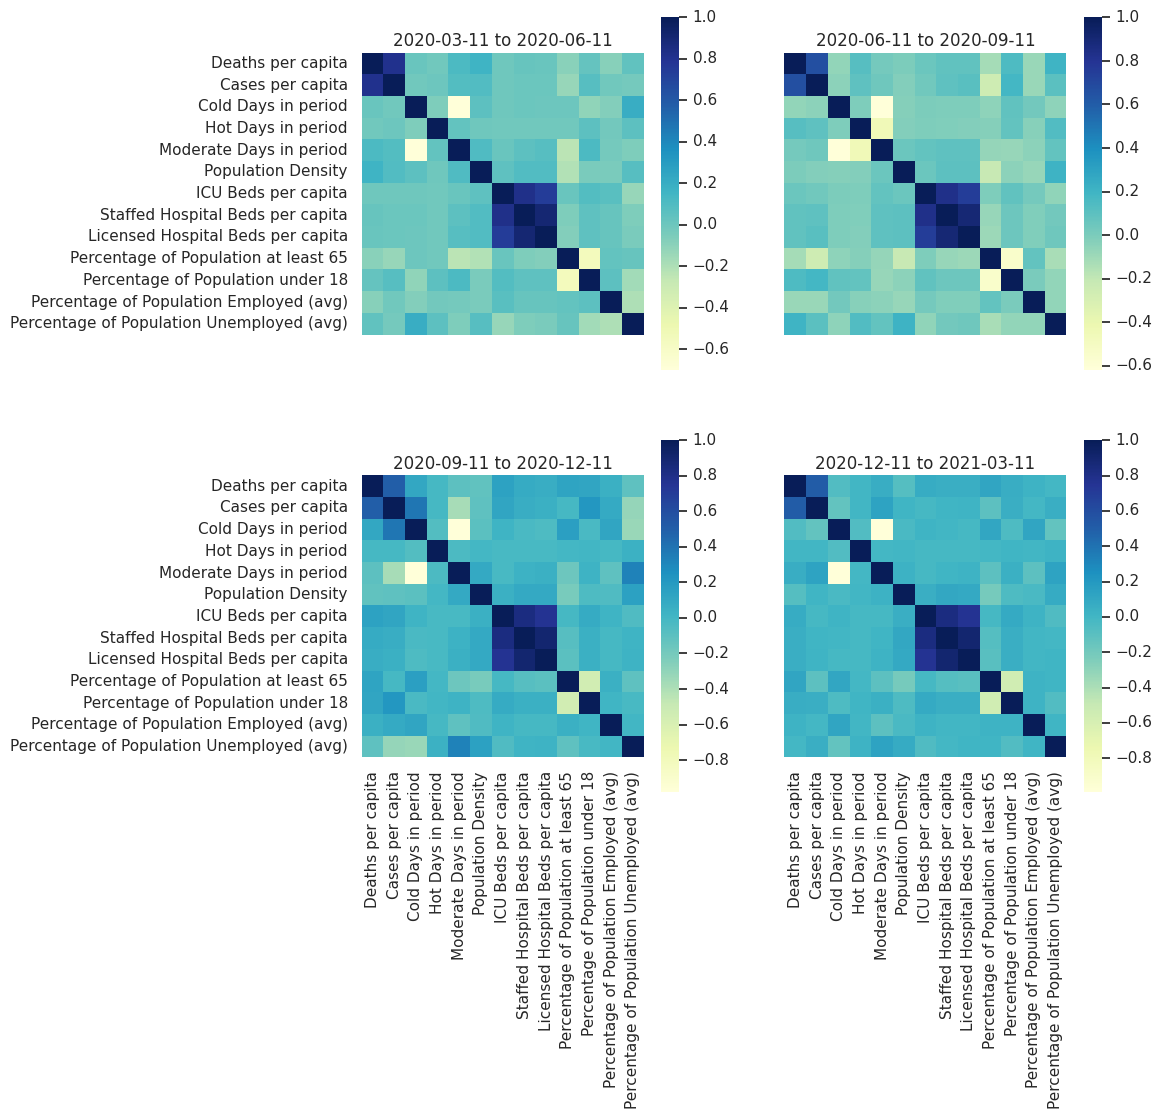 2020-03-11 to 2020-06-11
Deaths per capita
Cases per capita
Cold Days in period
Hot Days in period
Moderate Days in period
Population Density
ICU Beds per capita
Staffed Hospital Beds per capita
Licensed Hospital Beds per capita
Percentage of Population at least 65
Percentage of Population under 18
Percentage of Population Employed (avg)
Percentage of Population Unemployed (avg)
1.0
0.8
0.6
0.4
0.2
0.0
−0.2
−0.4
−0.6
2020-06-11 to 2020-09-11
1.0
0.8
0.6
0.4
0.2
0.0
−0.2
−0.4
−0.6
2020-09-11 to 2020-12-11
Deaths per capita
Cases per capita
Cold Days in period
Hot Days in period
Moderate Days in period
Population Density
ICU Beds per capita
Staffed Hospital Beds per capita
Licensed Hospital Beds per capita
Percentage of Population at least 65
Percentage of Population under 18
Percentage of Population Employed (avg)
Percentage of Population Unemployed (avg)
Deaths per capita
Cases per capita
Cold Days in period
Hot Days in period
Moderate Days in period
Population Density
ICU Beds per capita
Staffed Hospital Beds per capita
Licensed Hospital Beds per capita
Percentage of Population at least 65
Percentage of Population under 18
Percentage of Population Employed (avg)
Percentage of Population Unemployed (avg)
1.0
0.8
0.6
0.4
0.2
0.0
−0.2
−0.4
−0.6
−0.8
2020-12-11 to 2021-03-11
Deaths per capita
Cases per capita
Cold Days in period
Hot Days in period
Moderate Days in period
Population Density
ICU Beds per capita
Staffed Hospital Beds per capita
Licensed Hospital Beds per capita
Percentage of Population at least 65
Percentage of Population under 18
Percentage of Population Employed (avg)
Percentage of Population Unemployed (avg)
1.0
0.8
0.6
0.4
0.2
0.0
−0.2
−0.4
−0.6
−0.8